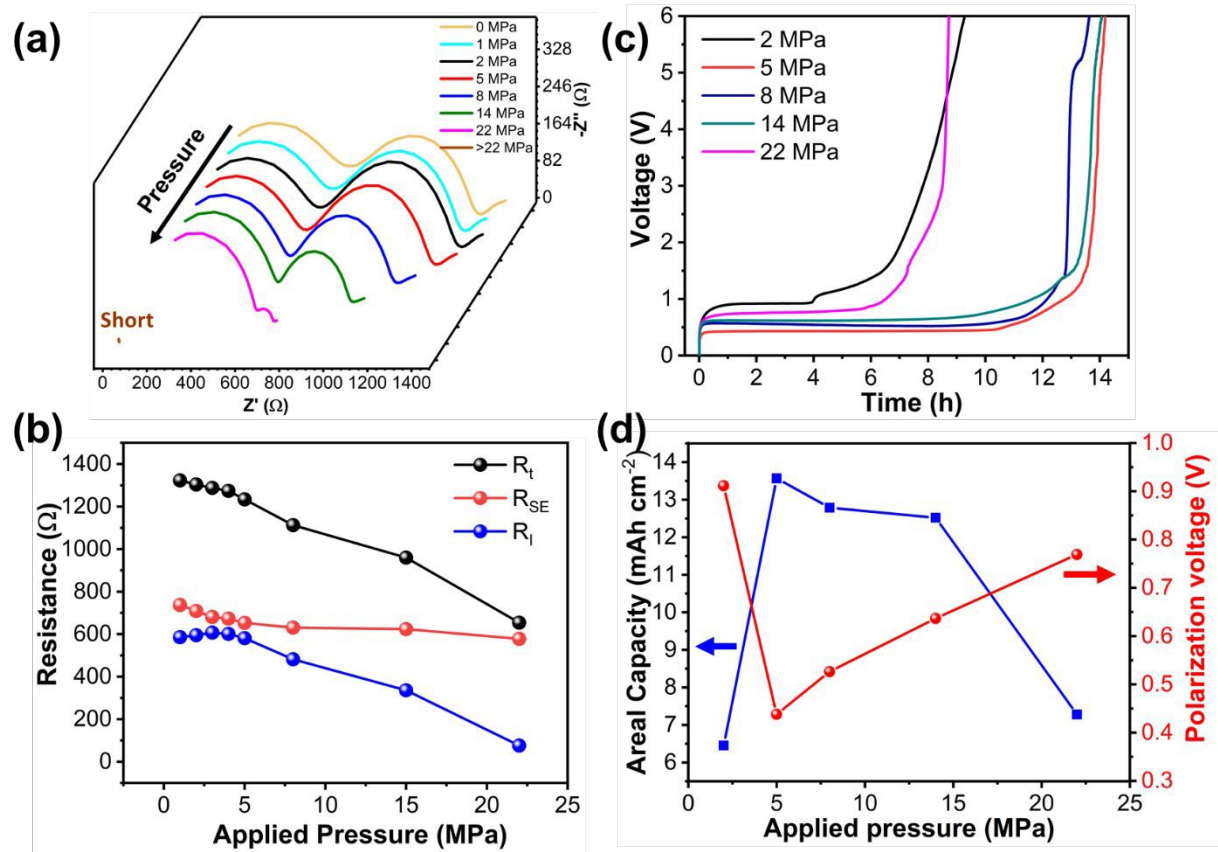 (a)
0 MPa
1 MPa
2 MPa
5 MPa
8 MPa
14 MPa
22 MPa
>22 MPa
Pressure
Short
328
246
164
82
0
-Z'' (Ω)
0 200 400 600 800 1000 1200 1400
Z' (Ω)
(c)
2 MPa
5 MPa
8 MPa
14 MPa
22 MPa
6
5
4
3
2
1
0
Voltage (V)
0 2 4 6 8 10 12 14
Time (h)
(b)
R_t
R_SE
R_I
1400
1200
1000
800
600
400
200
0
Resistance (Ω)
0 5 10 15 20 25
Applied Pressure (MPa)
(d)
14
13
12
11
10
9
8
7
6
Areal Capacity (mAh cm⁻²)
1.0
0.9
0.8
0.7
0.6
0.5
0.4
0.3
Polarization voltage (V)
0 5 10 15 20 25
Applied pressure (MPa)